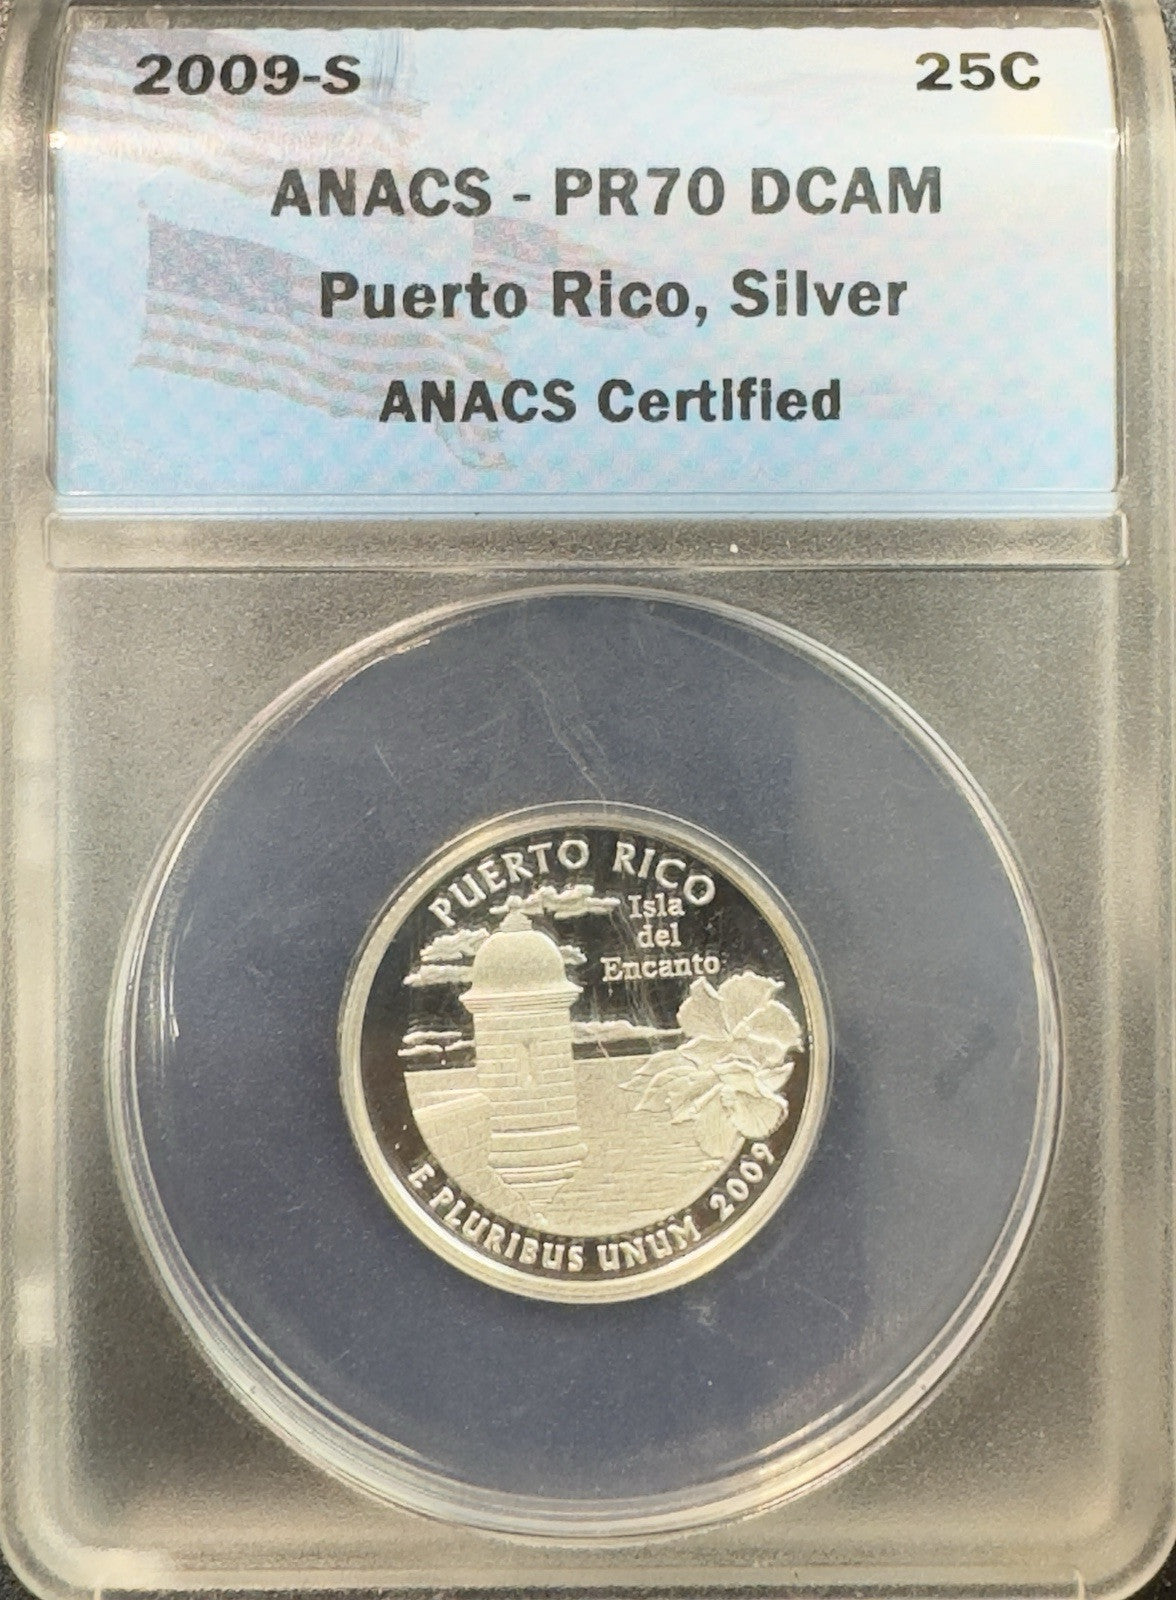 2009-S 25C
ANACS - PR70 DCAM
Puerto Rico, Silver
ANACS Certified
PUERTO RICO
Isla
del
Encanto
E PLURIBUS UNUM 2009